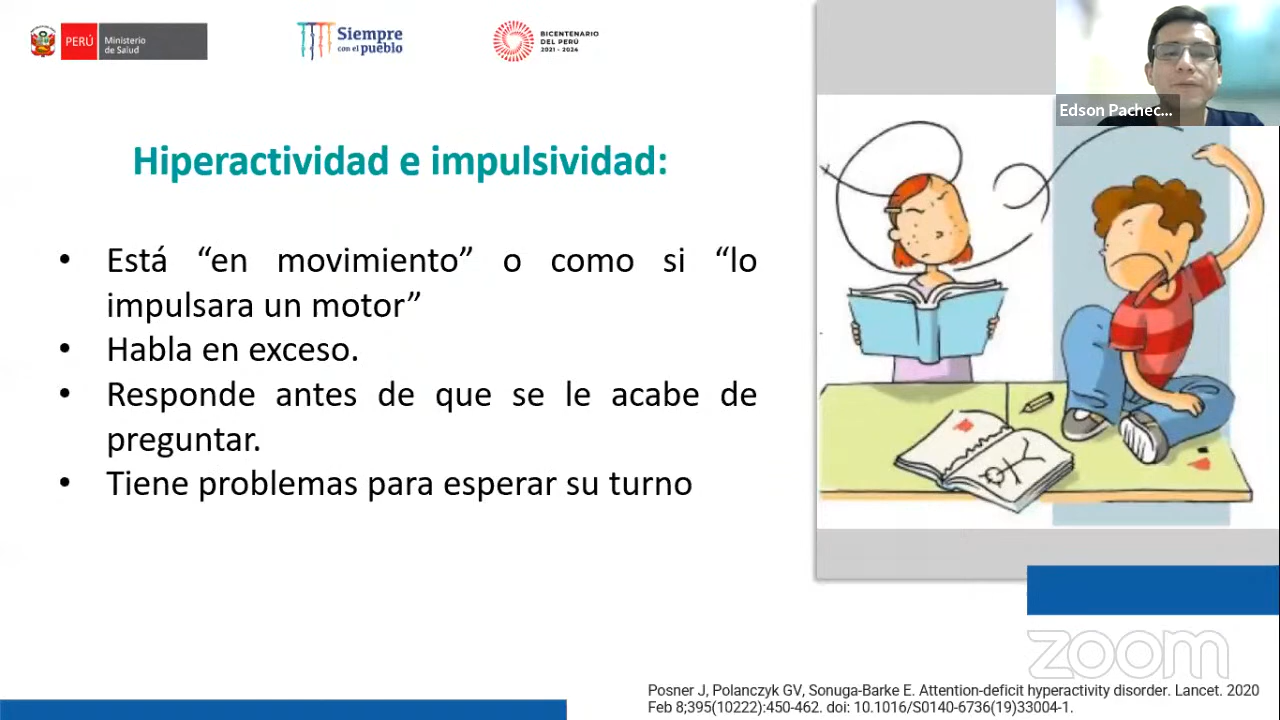 PERÚ
Ministerio
de Salud
Siempre
con el pueblo
BICENTENARIO
DEL PERÚ
2021 - 2024
Edson Pachec...
Hiperactividad e impulsividad:
• Está “en movimiento” o como si “lo
impulsara un motor”
• Habla en exceso.
• Responde antes de que se le acabe de
preguntar.
• Tiene problemas para esperar su turno
zoom
Posner J, Polanczyk GV, Sonuga-Barke E. Attention-deficit hyperactivity disorder. Lancet. 2020
Feb 8;395(10222):450-462. doi: 10.1016/S0140-6736(19)33004-1.